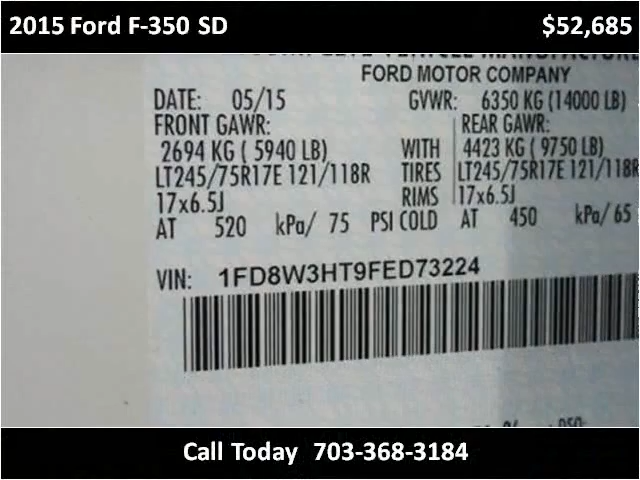 2015 Ford F-350 SD $52,685
FORD MOTOR COMPANY
DATE: 05/15 GVWR: 6350 KG (14000 LB)
FRONT GAWR: REAR GAWR:
2694 KG ( 5940 LB) WITH 4423 KG ( 9750 LB)
LT245/75R17E 121/118R TIRES LT245/75R17E 121/118R
17x6.5J RIMS 17x6.5J
AT 520 kPa/ 75 PSI COLD AT 450 kPa/ 65
VIN: 1FD8W3HT9FED73224
Call Today 703-368-3184